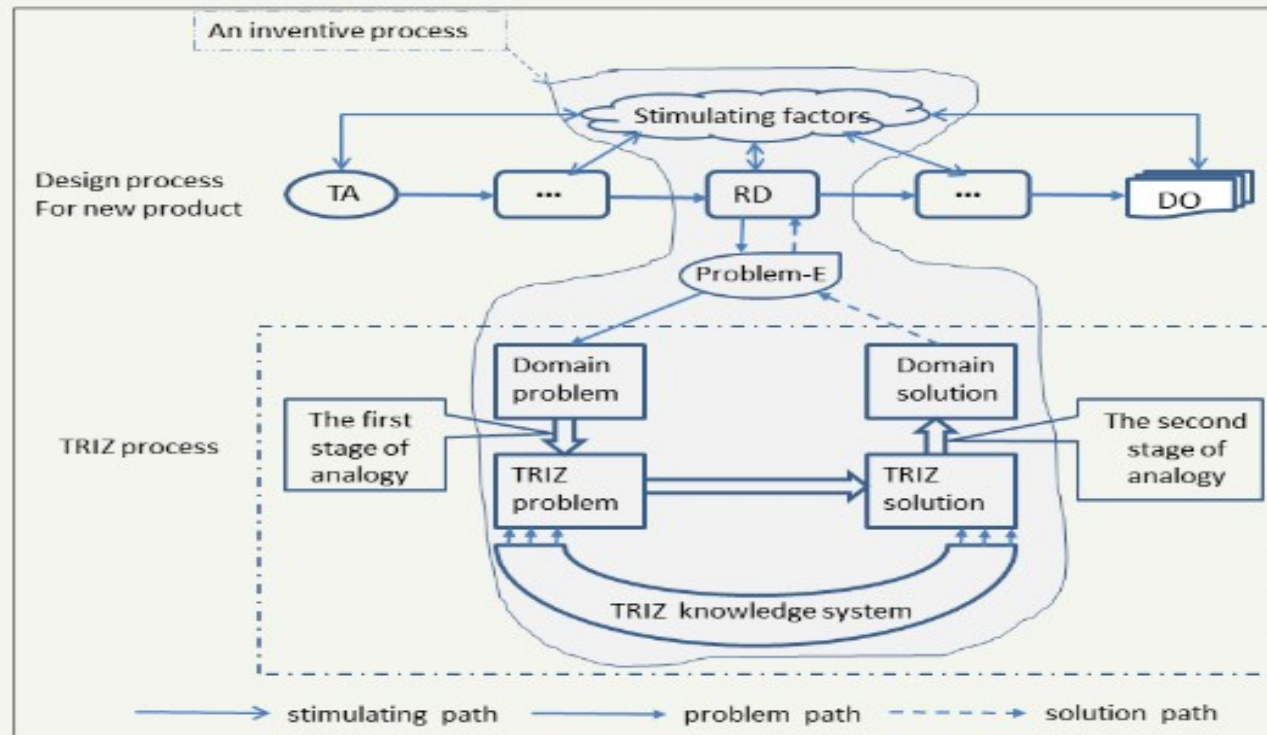 An inventive process
Stimulating factors
Design process
For new product
TA
...
RD
...
DO
Problem-E
Domain
problem
Domain
solution
The first
stage of
analogy
The second
stage of
analogy
TRIZ process
TRIZ
problem
TRIZ
solution
TRIZ knowledge system
stimulating path
problem path
solution path